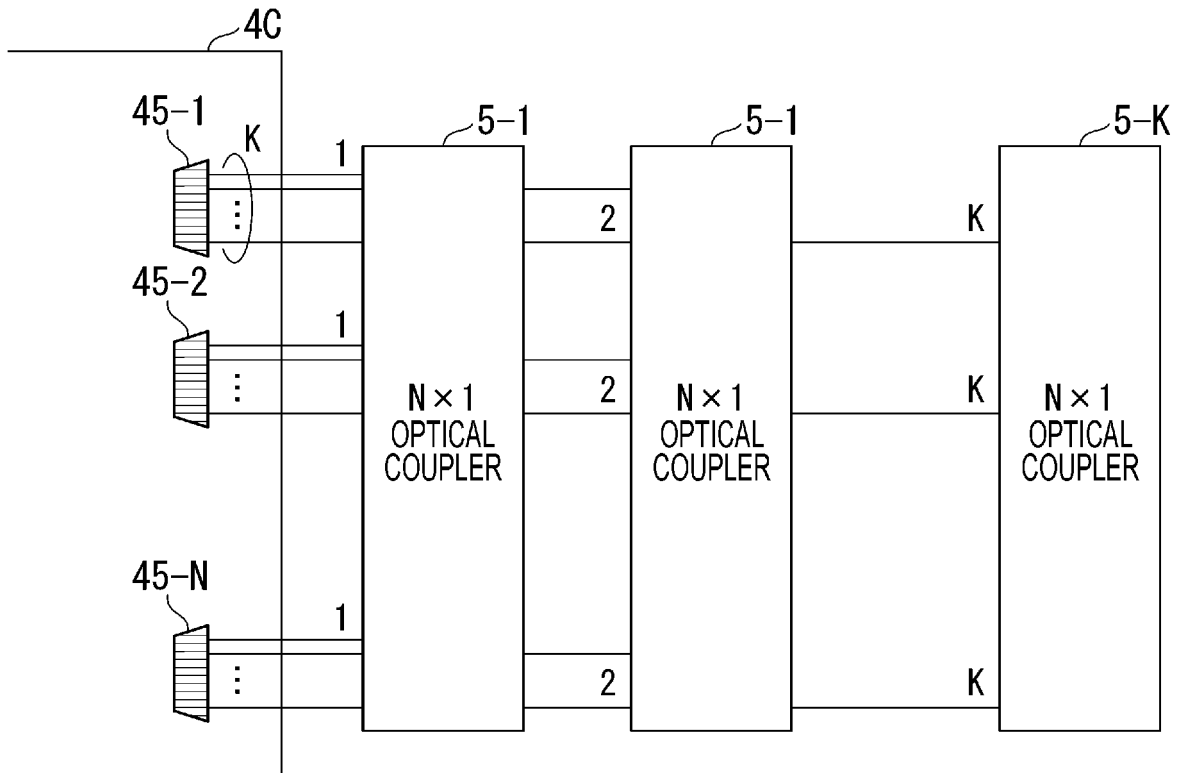 4C
45-1
K
1
5-1
5-1
5-K
2
K
45-2
1
2
K
N × 1
OPTICAL
COUPLER
N × 1
OPTICAL
COUPLER
N × 1
OPTICAL
COUPLER
45-N
1
2
K